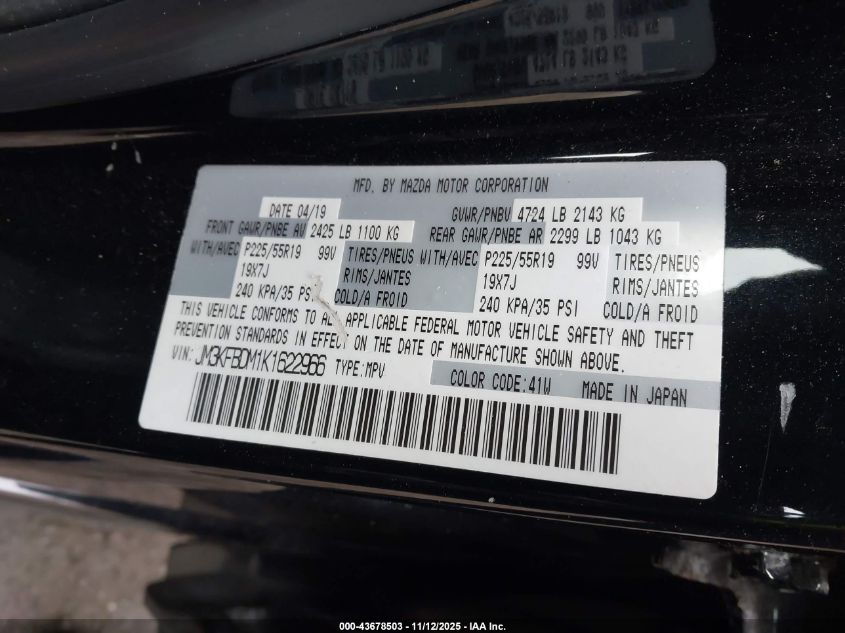 MFD. BY MAZDA MOTOR CORPORATION
DATE 04/19 GVWR/PNBV 4724 LB 2143 KG
FRONT GAWR/PNBE AV 2425 LB 1100 KG REAR GAWR/PNBE AR 2299 LB 1043 KG
WITH/AVEC P225/55R19 99V TIRES/PNEUS WITH/AVEC P225/55R19 99V TIRES/PNEUS
19X7J RIMS/JANTES 19X7J RIMS/JANTES
240 KPA/35 PSI COLD/A FROID 240 KPA/35 PSI COLD/A FROID
THIS VEHICLE CONFORMS TO ALL APPLICABLE FEDERAL MOTOR VEHICLE SAFETY AND THEFT
PREVENTION STANDARDS IN EFFECT ON THE DATE OF MANUFACTURE SHOWN ABOVE.
VIN: JM3KFBDM1K1622966 TYPE:MPV
COLOR CODE:41W MADE IN JAPAN
000-43678503 - 11/12/2025 - IAA Inc.